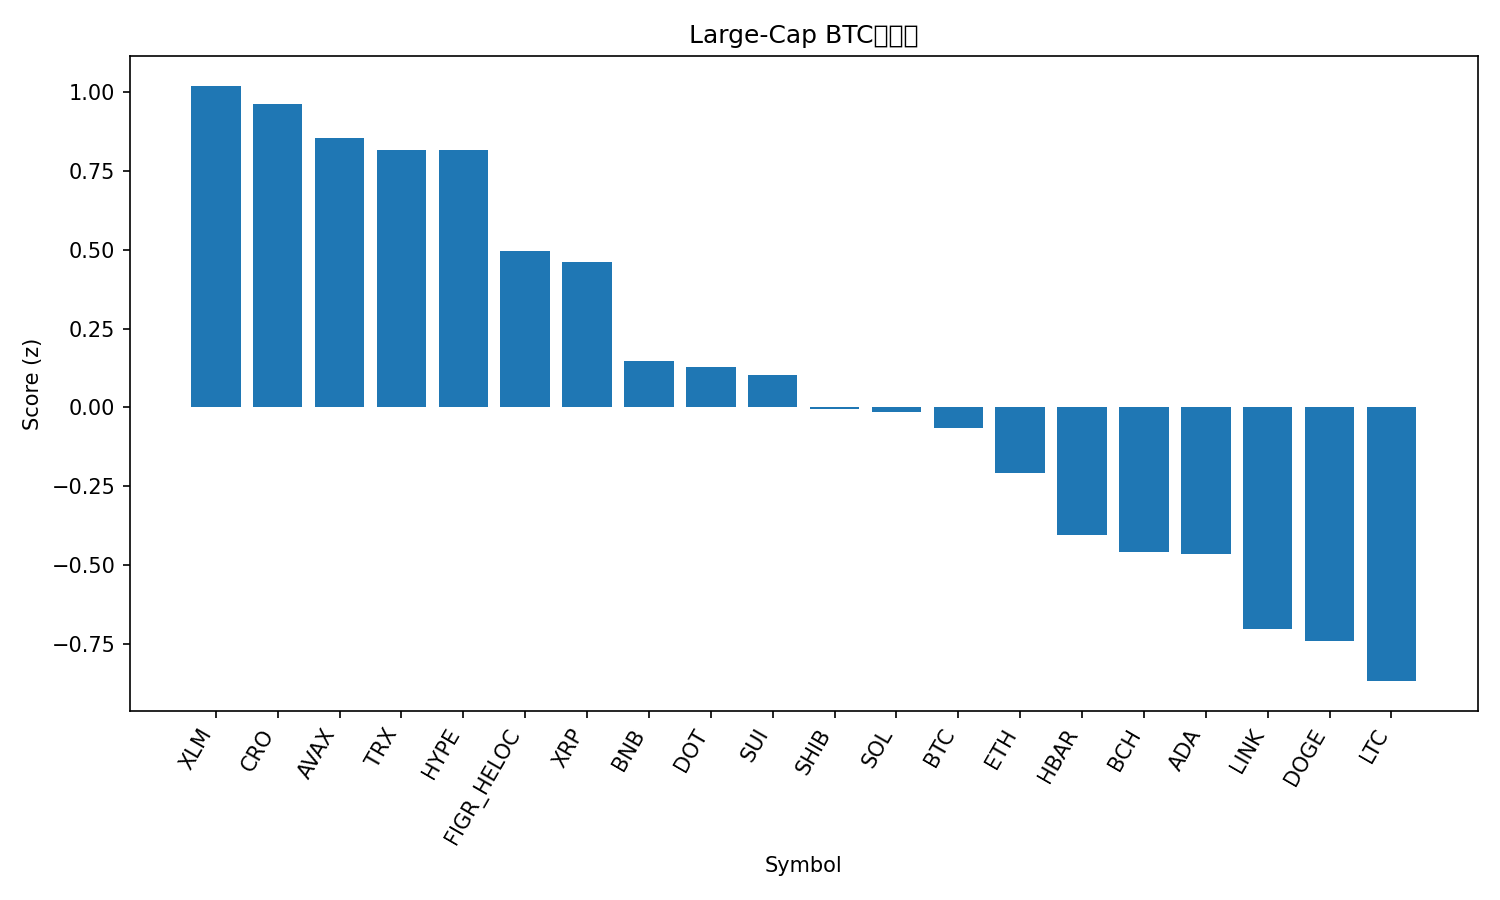 Large-Cap BTC
1.00
0.75
0.50
0.25
0.00
−0.25
−0.50
−0.75
Score (z)
XLM
CRO
AVAX
TRX
HYPE
FIGR_HELOC
XRP
BNB
DOT
SUI
SHIB
SOL
BTC
ETH
HBAR
BCH
ADA
LINK
DOGE
LTC
Symbol